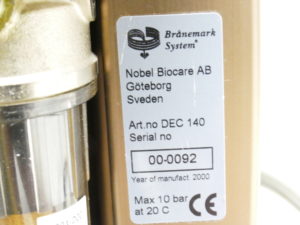 Brånemark
System®
Nobel Biocare AB
Göteborg
Sveden
Art.no DEC 140
Serial no
00-0092
Year of manufact. 2000
Max 10 bar
at 20 C
CE